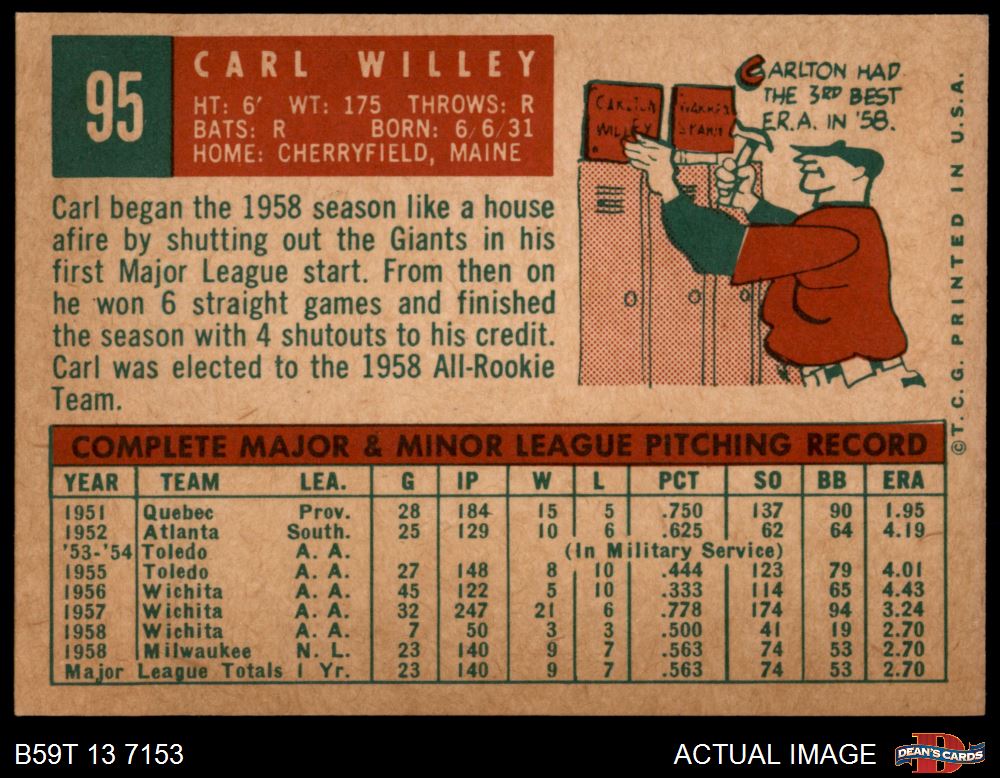 95
CARL WILLEY
HT: 6' WT: 175 THROWS: R
BATS: R BORN: 6/6/31
HOME: CHERRYFIELD, MAINE
CARLTON HAD
THE 3RD BEST
E.R.A. IN '58.
CARLTON
WILLEY
WARREN
SPAHN
Carl began the 1958 season like a house
afire by shutting out the Giants in his
first Major League start. From then on
he won 6 straight games and finished
the season with 4 shutouts to his credit.
Carl was elected to the 1958 All-Rookie
Team.
©T. C. G. PRINTED IN U.S.A.
COMPLETE MAJOR & MINOR LEAGUE PITCHING RECORD
YEAR TEAM LEA. G IP W L PCT SO BB ERA
1951 Quebec Prov. 28 184 15 5 .750 137 90 1.95
1952 Atlanta South. 25 129 10 6 .625 62 64 4.19
'53-'54 Toledo A. A. (In Military Service)
1955 Toledo A. A. 27 148 8 10 .444 123 79 4.01
1956 Wichita A. A. 45 122 5 10 .333 114 65 4.43
1957 Wichita A. A. 32 247 21 6 .778 174 94 3.24
1958 Wichita A. A. 7 50 3 3 .500 41 19 2.70
1958 Milwaukee N. L. 23 140 9 7 .563 74 53 2.70
Major League Totals 1 Yr. 23 140 9 7 .563 74 53 2.70
B59T 13 7153
ACTUAL IMAGE
DEAN'S CARDS